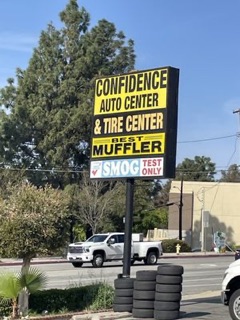 CONFIDENCE
AUTO CENTER
& TIRE CENTER
BEST
MUFFLER
SMOG TEST
ONLY